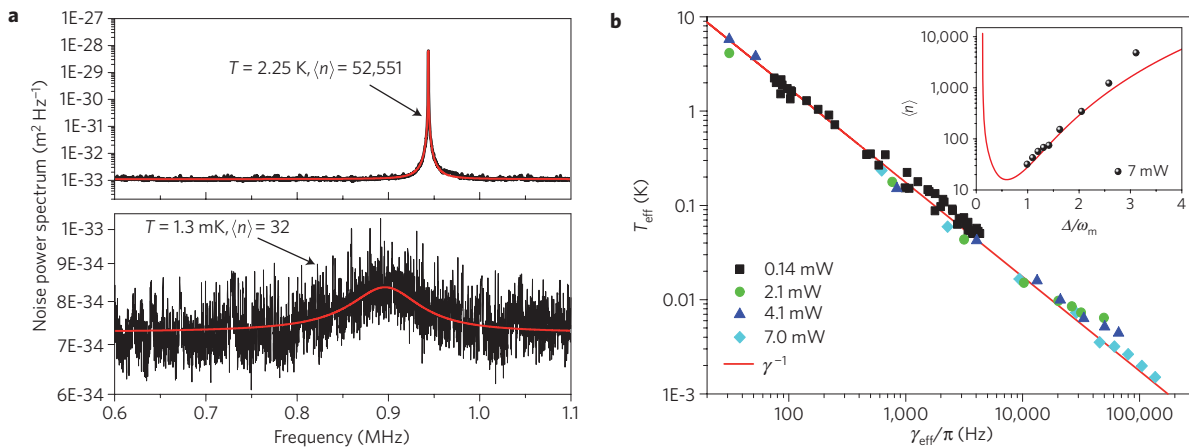 a
Noise power spectrum (m² Hz⁻¹)
1E-27
1E-28
1E-29
1E-30
1E-31
1E-32
1E-33
T = 2.25 K, ⟨n⟩ = 52,551
1E-33
9E-34
8E-34
7E-34
6E-34
T = 1.3 mK, ⟨n⟩ = 32
0.6 0.7 0.8 0.9 1.0 1.1
Frequency (MHz)
b
T_eff (K)
10
1
0.1
0.01
1E-3
100 1,000 10,000 100,000
γ_eff/π (Hz)
0.14 mW
2.1 mW
4.1 mW
7.0 mW
γ⁻¹
⟨n⟩
10,000
1,000
100
10
7 mW
0 1 2 3 4
Δ/ω_m